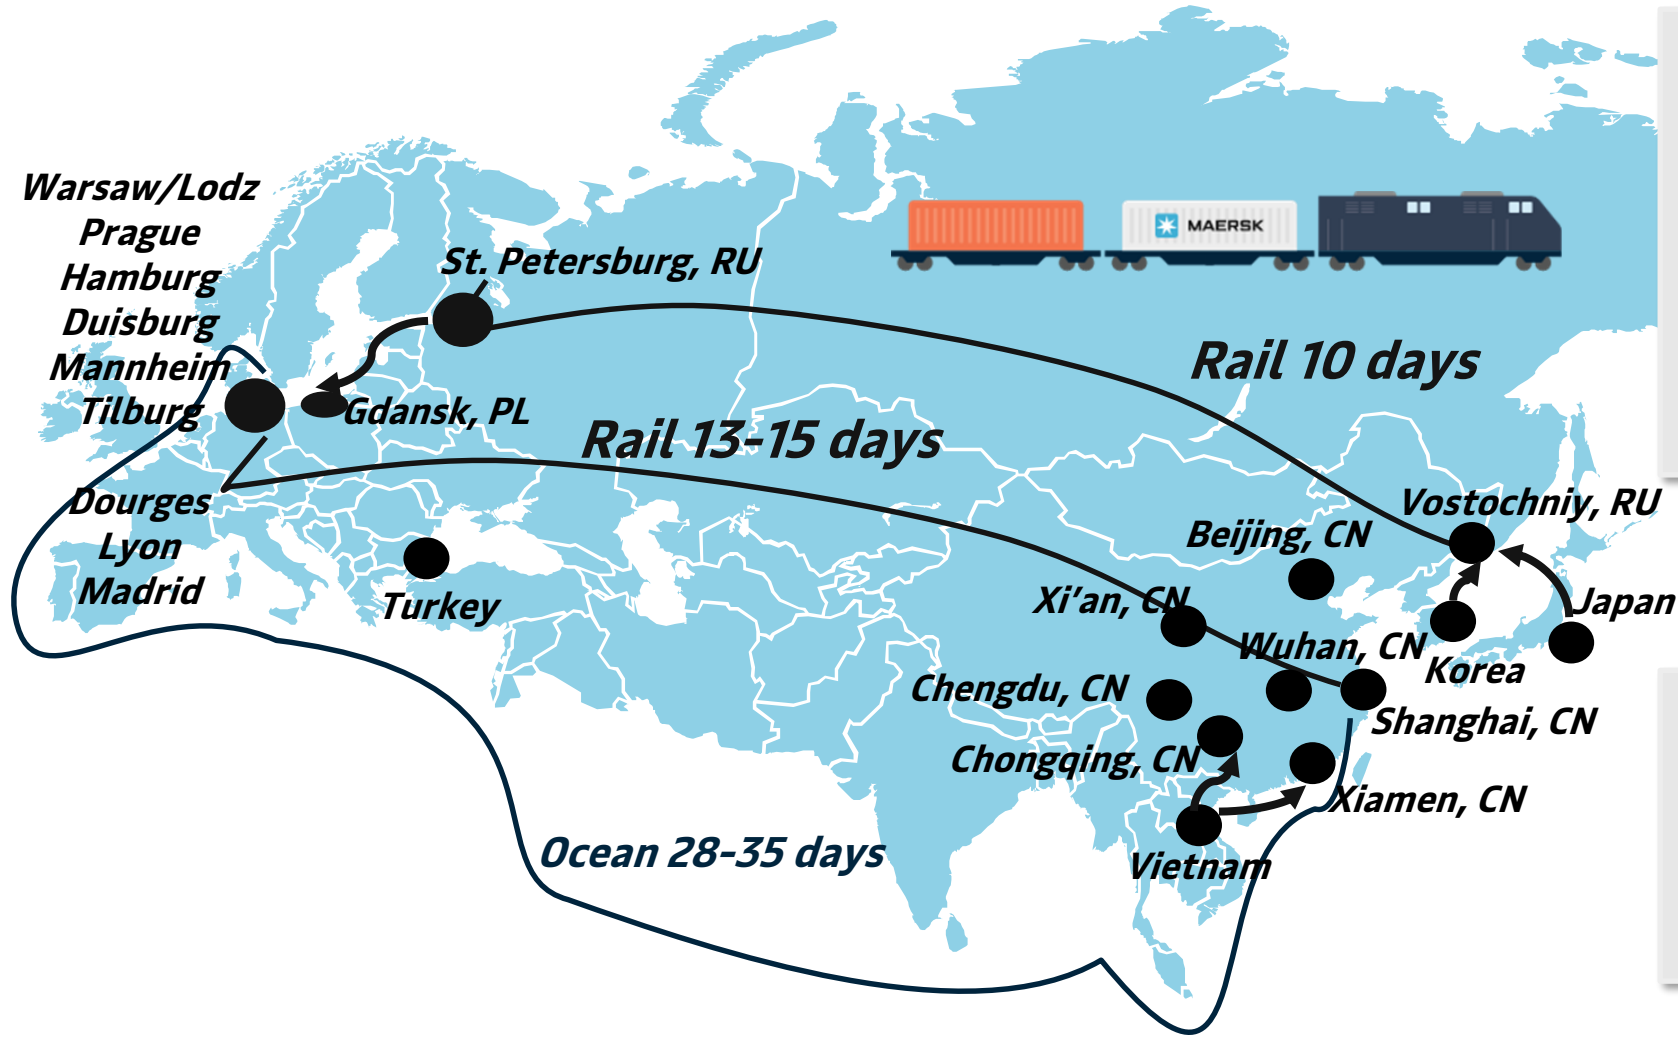 Warsaw/Lodz
Prague
Hamburg
Duisburg
Mannheim
Tilburg
St. Petersburg, RU
MAERSK
Rail 10 days
Gdansk, PL
Rail 13-15 days
Dourges
Lyon
Madrid
Turkey
Vostochniy, RU
Beijing, CN
Xi’an, CN
Japan
Wuhan, CN
Korea
Chengdu, CN
Shanghai, CN
Chongqing, CN
Xiamen, CN
Vietnam
Ocean 28-35 days